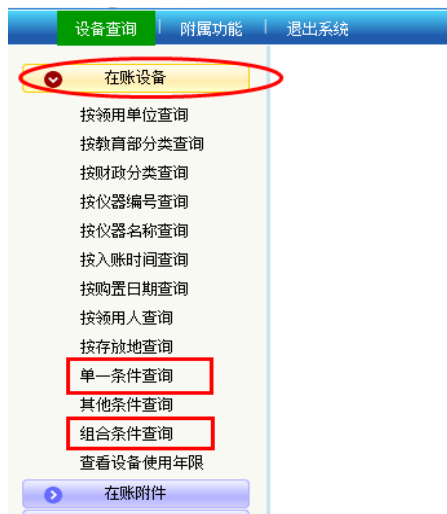 设备查询 附属功能 退出系统
在账设备
按领用单位查询
按教育部分类查询
按财政分类查询
按仪器编号查询
按仪器名称查询
按入账时间查询
按购置日期查询
按领用人查询
按存放地查询
单一条件查询
其他条件查询
组合条件查询
查看设备使用年限
在账附件